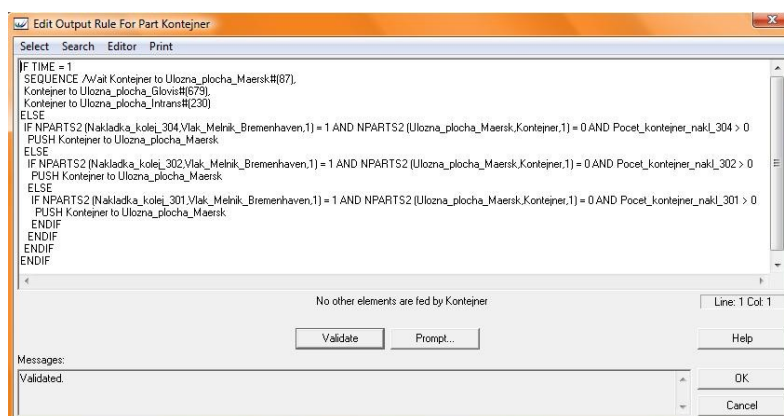 Edit Output Rule For Part Kontejner
Select Search Editor Print
IF TIME = 1
SEQUENCE /Wait Kontejner to Ulozna_plocha_Maersk#(87),
Kontejner to Ulozna_plocha_Glovis#(679),
Kontejner to Ulozna_plocha_Intrans#(230)
ELSE
IF NPARTS2 (Nakladka_kolej_304,Vlak_Melnik_Bremenhaven,1) = 1 AND NPARTS2 (Ulozna_plocha_Maersk,Kontejner,1) = 0 AND Pocet_kontejner_nakl_304 > 0
PUSH Kontejner to Ulozna_plocha_Maersk
ELSE
IF NPARTS2 (Nakladka_kolej_302,Vlak_Melnik_Bremenhaven,1) = 1 AND NPARTS2 (Ulozna_plocha_Maersk,Kontejner,1) = 0 AND Pocet_kontejner_nakl_302 > 0
PUSH Kontejner to Ulozna_plocha_Maersk
ELSE
IF NPARTS2 (Nakladka_kolej_301,Vlak_Melnik_Bremenhaven,1) = 1 AND NPARTS2 (Ulozna_plocha_Maersk,Kontejner,1) = 0 AND Pocet_kontejner_nakl_301 > 0
PUSH Kontejner to Ulozna_plocha_Maersk
ENDIF
ENDIF
ENDIF
ENDIF
No other elements are fed by Kontejner
Line: 1 Col: 1
Validate Prompt... Help
Messages:
Validated.
OK
Cancel